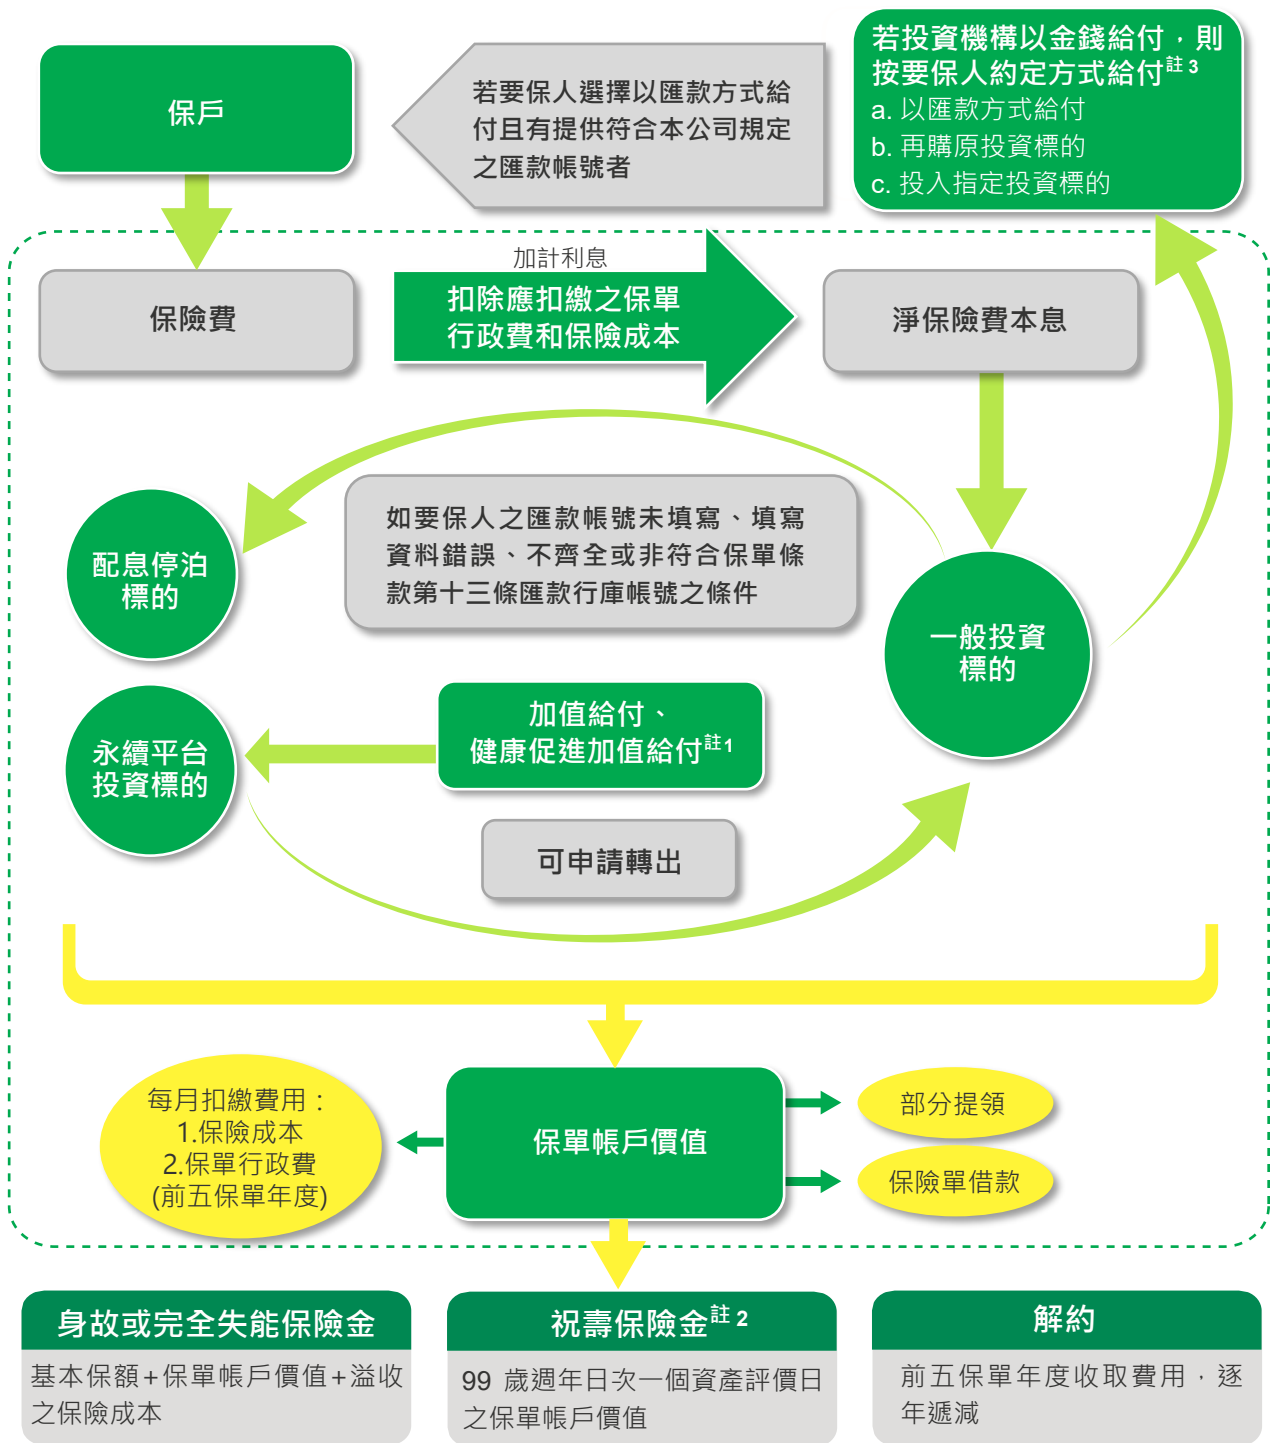 保戶
若要保人選擇以匯款方式給
付且有提供符合本公司規定
之匯款帳號者
若投資機構以金錢給付，則
按要保人約定方式給付註 3
a. 以匯款方式給付
b. 再購原投資標的
c. 投入指定投資標的
保險費
加計利息
扣除應扣繳之保單
行政費和保險成本
淨保險費本息
配息停泊
標的
如要保人之匯款帳號未填寫、填寫
資料錯誤、不齊全或非符合保單條
款第十三條匯款行庫帳號之條件
一般投資
標的
永續平台
投資標的
加值給付、
健康促進加值給付註1
可申請轉出
每月扣繳費用：
1.保險成本
2.保單行政費
(前五保單年度)
保單帳戶價值
部分提領
保險單借款
身故或完全失能保險金
基本保額+保單帳戶價值+溢收
之保險成本
祝壽保險金註 2
99 歲週年日次一個資產評價日
之保單帳戶價值
解約
前五保單年度收取費用，逐
年遞減